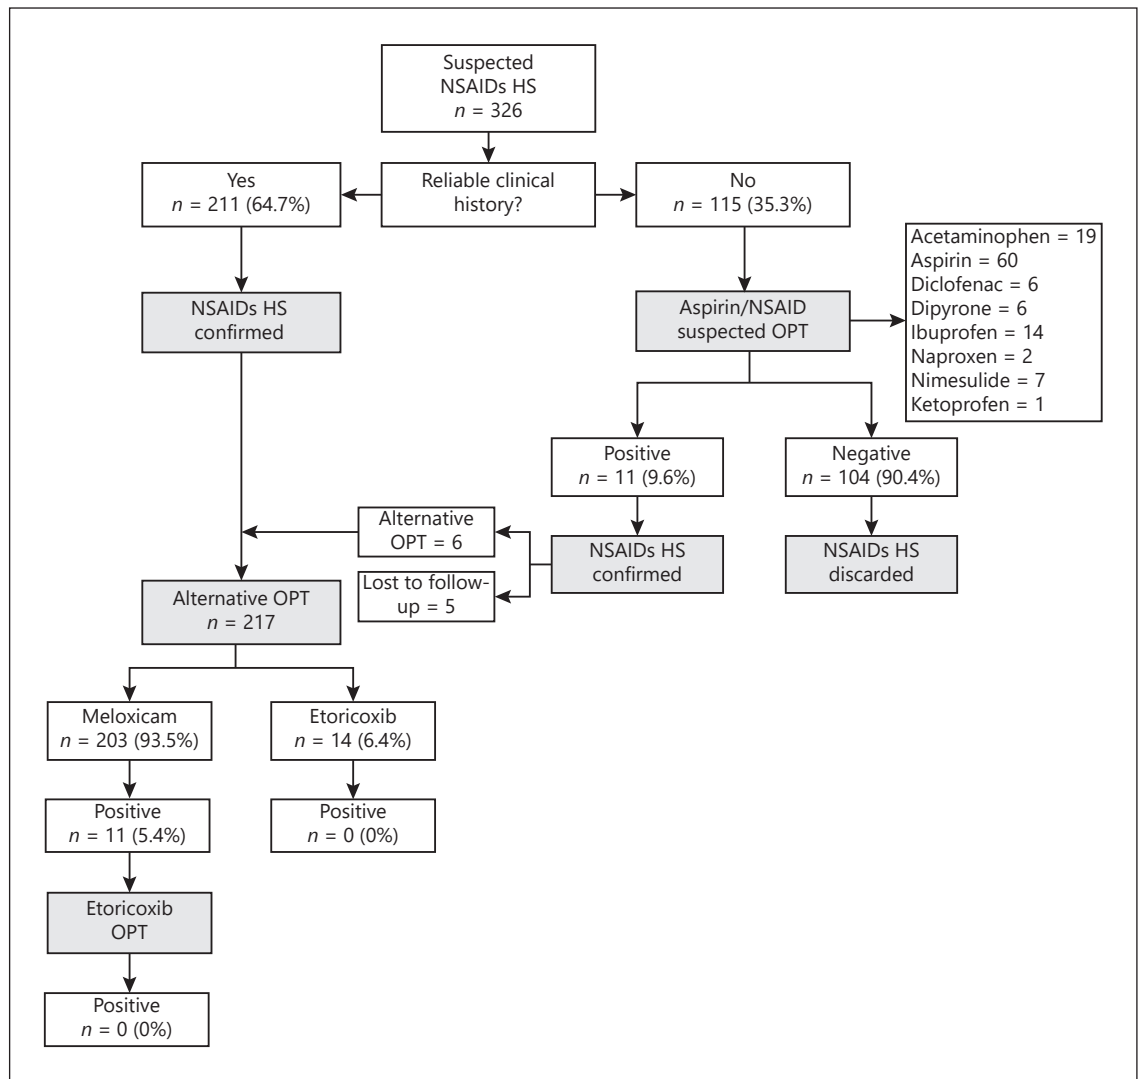 Suspected
NSAIDs HS
n = 326
Reliable clinical
history?
Yes
n = 211 (64.7%)
No
n = 115 (35.3%)
NSAIDs HS
confirmed
Aspirin/NSAID
suspected OPT
Acetaminophen = 19
Aspirin = 60
Diclofenac = 6
Dipyrone = 6
Ibuprofen = 14
Naproxen = 2
Nimesulide = 7
Ketoprofen = 1
Positive
n = 11 (9.6%)
Negative
n = 104 (90.4%)
NSAIDs HS
confirmed
NSAIDs HS
discarded
Alternative
OPT = 6
Lost to follow-
up = 5
Alternative OPT
n = 217
Meloxicam
n = 203 (93.5%)
Etoricoxib
n = 14 (6.4%)
Positive
n = 11 (5.4%)
Positive
n = 0 (0%)
Etoricoxib
OPT
Positive
n = 0 (0%)